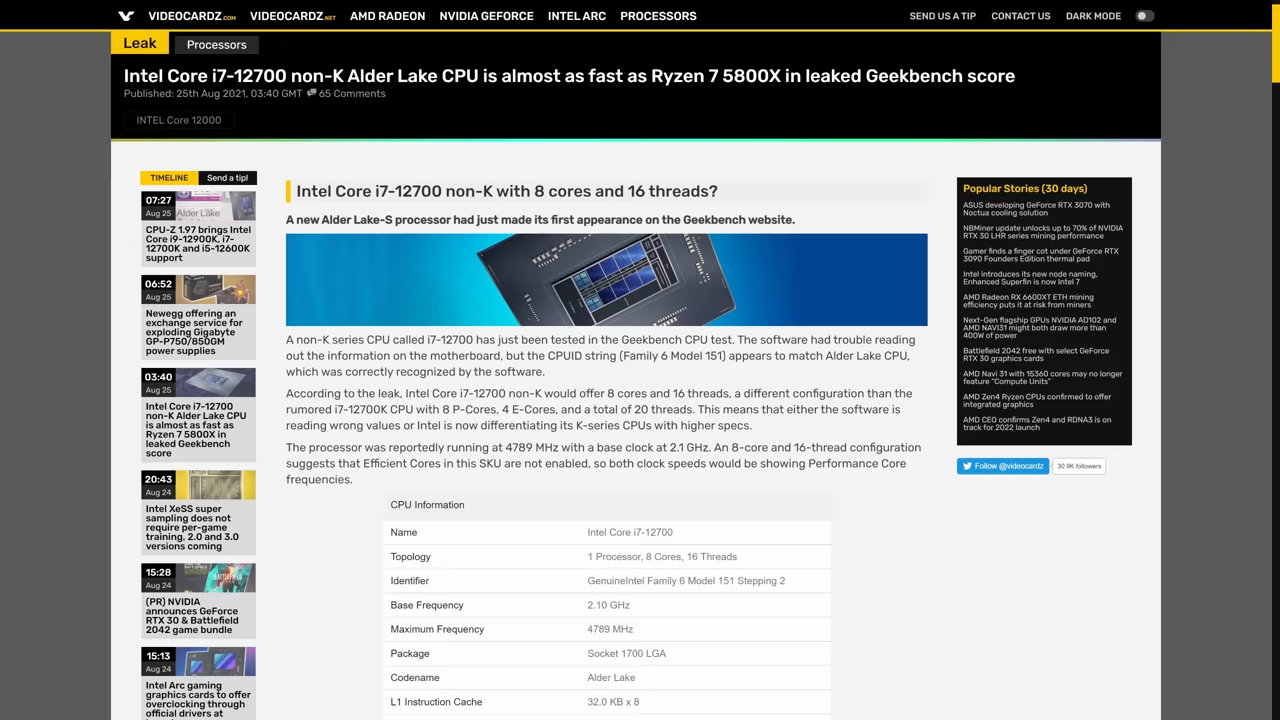 VIDEOCARDZ.COM VIDEOCARDZ.NET AMD RADEON NVIDIA GEFORCE INTEL ARC PROCESSORS SEND US A TIP CONTACT US DARK MODE
Leak Processors
Intel Core i7-12700 non-K Alder Lake CPU is almost as fast as Ryzen 7 5800X in leaked Geekbench score
Published: 25th Aug 2021, 03:40 GMT 65 Comments
INTEL Core 12000
TIMELINE Send a tip!
07:27
Aug 25
CPU-Z 1.97 brings Intel
Core i9-12900K, i7-
12700K and i5-12600K
support
06:52
Aug 25
Newegg offering an
exchange service for
exploding Gigabyte
GP-P750/850GM
power supplies
03:40
Aug 25
Intel Core i7-12700
non-K Alder Lake CPU
is almost as fast as
Ryzen 7 5800X in
leaked Geekbench
score
20:43
Aug 24
Intel XeSS super
sampling does not
require per-game
training, 2.0 and 3.0
versions coming
15:28
Aug 24
(PR) NVIDIA
announces GeForce
RTX 30 & Battlefield
2042 game bundle
15:13
Aug 24
Intel Arc gaming
graphics cards to offer
overclocking through
official drivers at
Intel Core i7-12700 non-K with 8 cores and 16 threads?
A new Alder Lake-S processor had just made its first appearance on the Geekbench website.
A non-K series CPU called i7-12700 has just been tested in the Geekbench CPU test. The software had trouble reading
out the information on the motherboard, but the CPUID string (Family 6 Model 151) appears to match Alder Lake CPU,
which was correctly recognized by the software.
According to the leak, Intel Core i7-12700 non-K would offer 8 cores and 16 threads, a different configuration than the
rumored i7-12700K CPU with 8 P-Cores, 4 E-Cores, and a total of 20 threads. This means that either the software is
reading wrong values or Intel is now differentiating its K-series CPUs with higher specs.
The processor was reportedly running at 4789 MHz with a base clock at 2.1 GHz. An 8-core and 16-thread configuration
suggests that Efficient Cores in this SKU are not enabled, so both clock speeds would be showing Performance Core
frequencies.
CPU Information
Name Intel Core i7-12700
Topology 1 Processor, 8 Cores, 16 Threads
Identifier GenuineIntel Family 6 Model 151 Stepping 2
Base Frequency 2.10 GHz
Maximum Frequency 4789 MHz
Package Socket 1700 LGA
Codename Alder Lake
L1 Instruction Cache 32.0 KB x 8
Popular Stories (30 days)
ASUS developing GeForce RTX 3070 with
Noctua cooling solution
NBMiner update unlocks up to 70% of NVIDIA
RTX 30 LHR series mining performance
Gamer finds a finger cot under GeForce RTX
3090 Founders Edition thermal pad
Intel introduces its new node naming,
Enhanced Superfin is now Intel 7
AMD Radeon RX 6600XT ETH mining
efficiency puts it at risk from miners
Next-Gen flagship GPUs NVIDIA AD102 and
AMD NAVI31 might both draw more than
400W of power
Battlefield 2042 free with select GeForce
RTX 30 graphics cards
AMD Navi 31 with 15360 cores may no longer
feature "Compute Units"
AMD Zen4 Ryzen CPUs confirmed to offer
integrated graphics
AMD CEO confirms Zen4 and RDNA3 is on
track for 2022 launch
Follow @videocardz 30.9K followers